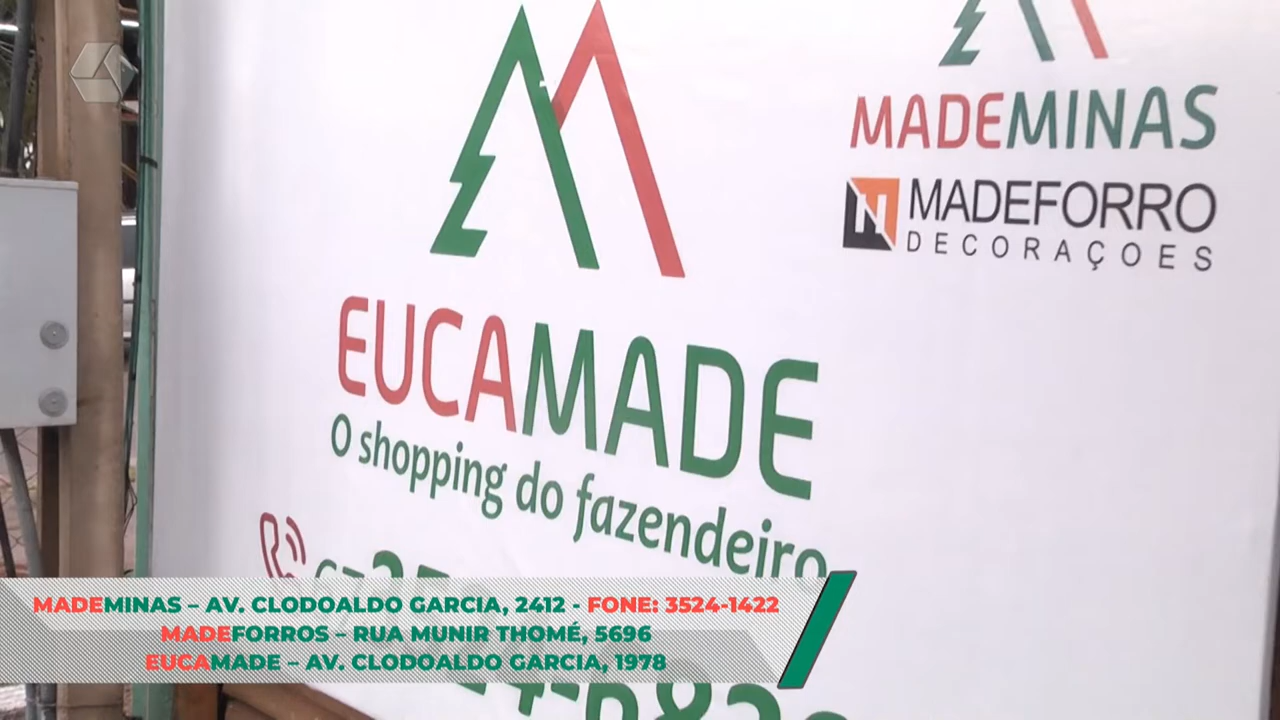 MADEMINAS
MADEFORRO
DECORAÇOES
EUCAMADE
O shopping do fazendeiro
MADEMINAS – AV. CLODOALDO GARCIA, 2412 - FONE: 3524-1422
MADEFORROS – RUA MUNIR THOMÉ, 5696
EUCAMADE – AV. CLODOALDO GARCIA, 1978